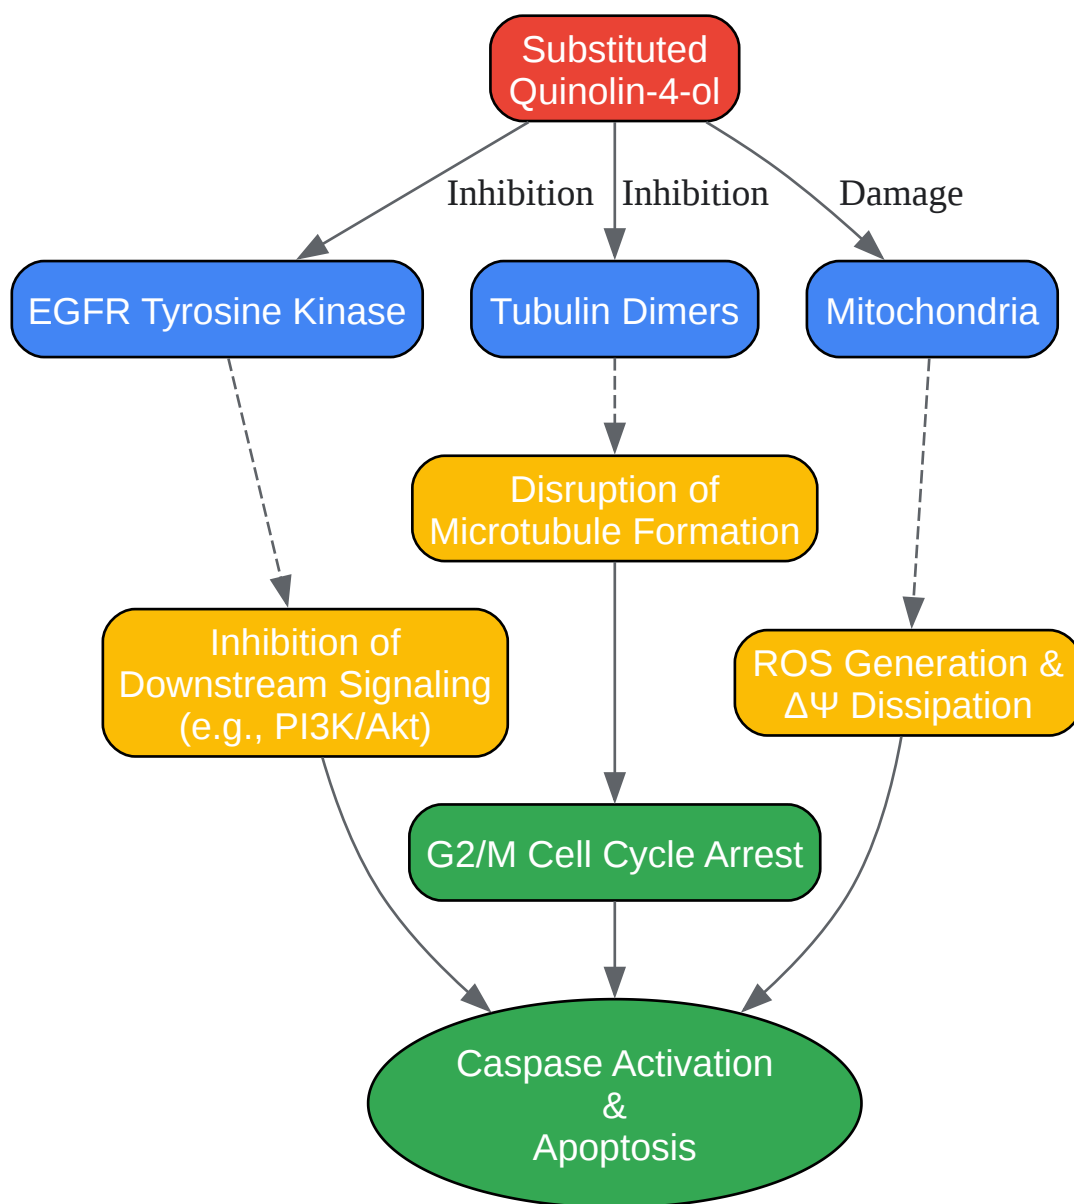 Substituted
Quinolin-4-ol
Inhibition
Inhibition
Damage
EGFR Tyrosine Kinase
Tubulin Dimers
Mitochondria
Disruption of
Microtubule Formation
Inhibition of
Downstream Signaling
(e.g., PI3K/Akt)
ROS Generation &
ΔΨ Dissipation
G2/M Cell Cycle Arrest
Caspase Activation
&
Apoptosis